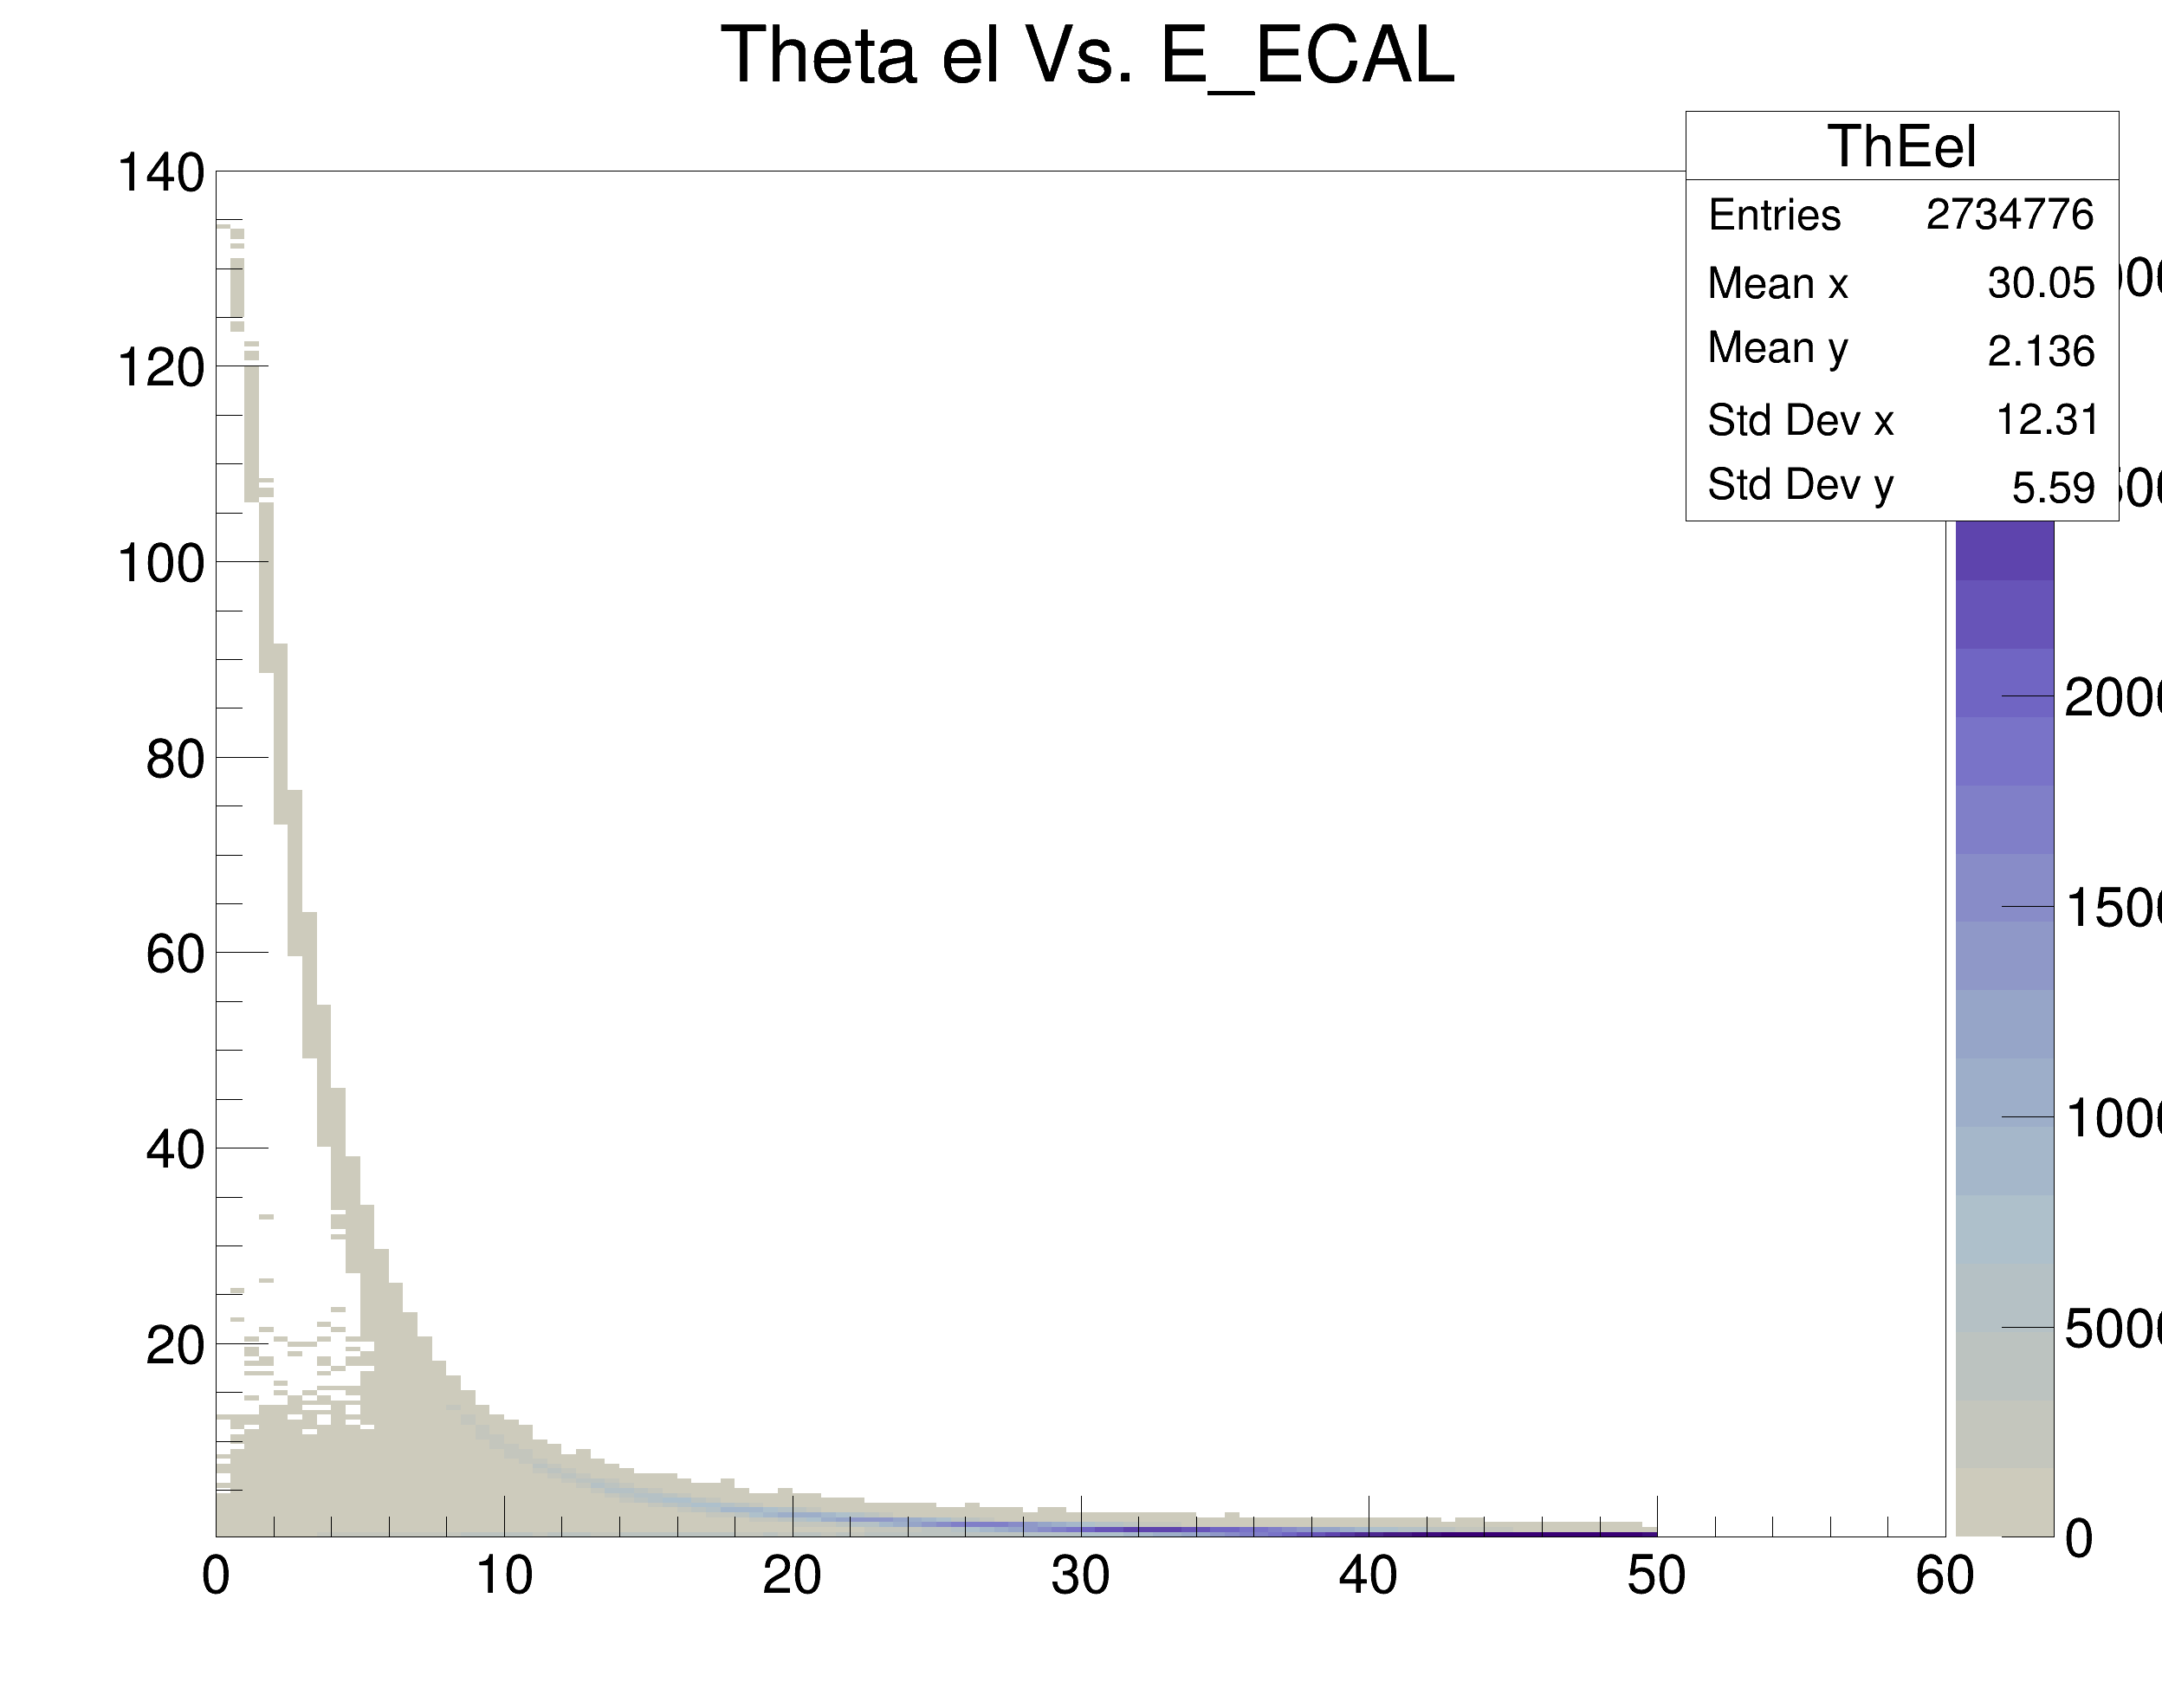 Theta el Vs. E_ECAL
ThEel
Entries 2734776
Mean x 30.05
Mean y 2.136
Std Dev x 12.31
Std Dev y 5.59
140
120
100
80
60
40
20
0 10 20 30 40 50 60
0